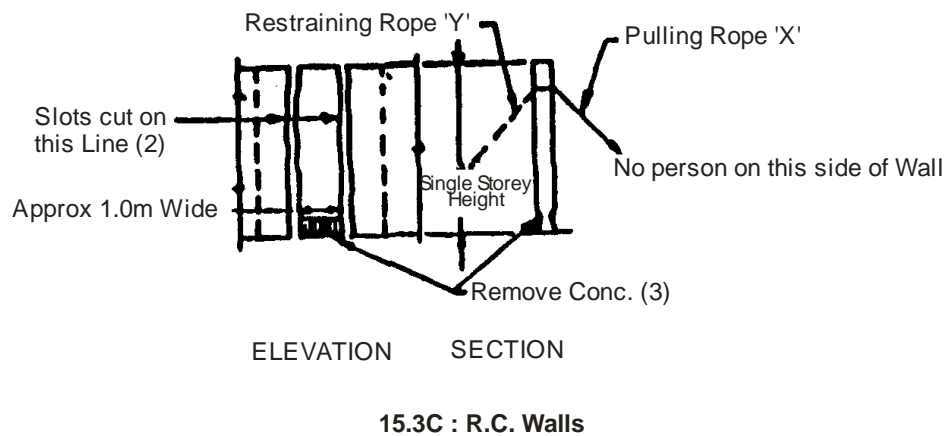 Restraining Rope 'Y'
Pulling Rope 'X'
Slots cut on
this Line (2)
No person on this side of Wall
Single Storey
Height
Approx 1.0m Wide
Remove Conc. (3)
ELEVATION SECTION
15.3C : R.C. Walls